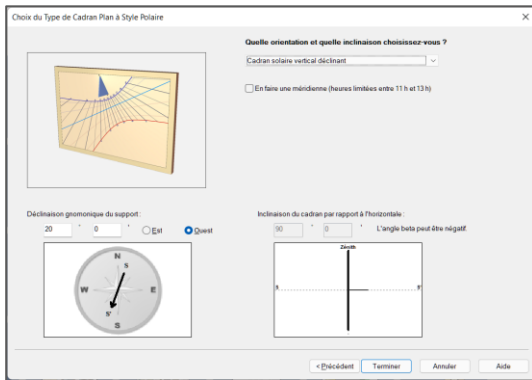 Choix du Type de Cadran Plan à Style Polaire
Quelle orientation et quelle inclinaison choisissez-vous ?
Cadran solaire vertical déclinant
En faire une méridienne (heures limitées entre 11 h et 13 h)
Déclinaison gnomonique du support :
20 ° 0 ' Est Ouest
N
S
W E
S'
S
Inclinaison du cadran par rapport à l'horizontale :
90 ° 0 ' L'angle beta peut être négatif
Zénith
< Précédent Terminer Annuler Aide